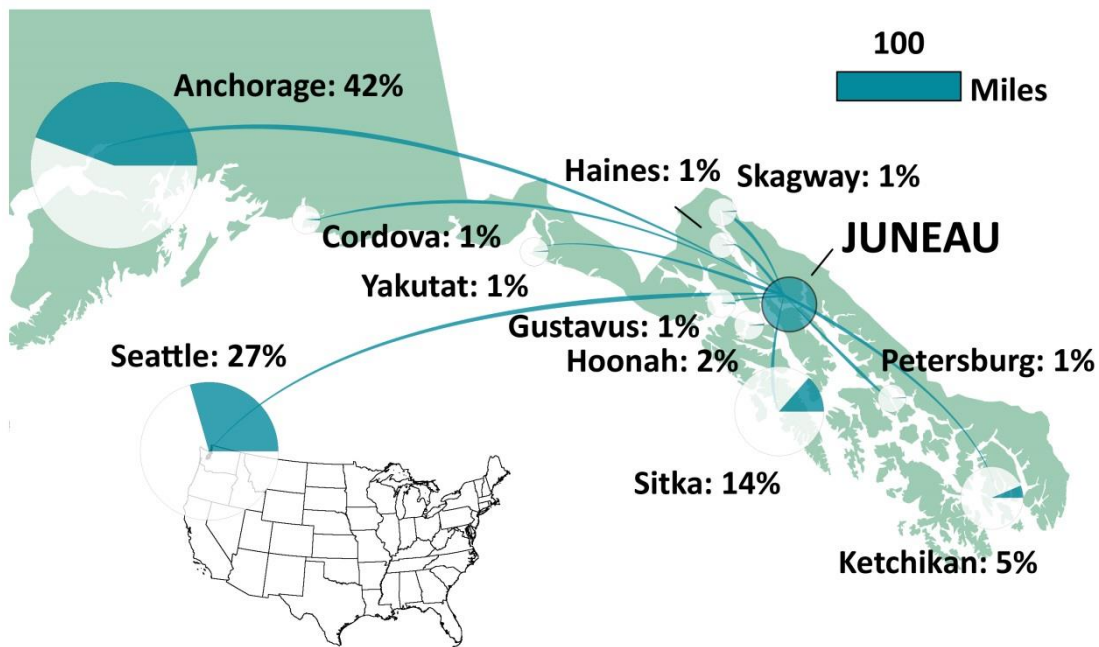 100
Miles
Anchorage: 42%
Haines: 1%
Skagway: 1%
JUNEAU
Cordova: 1%
Yakutat: 1%
Gustavus: 1%
Seattle: 27%
Hoonah: 2%
Petersburg: 1%
Sitka: 14%
Ketchikan: 5%